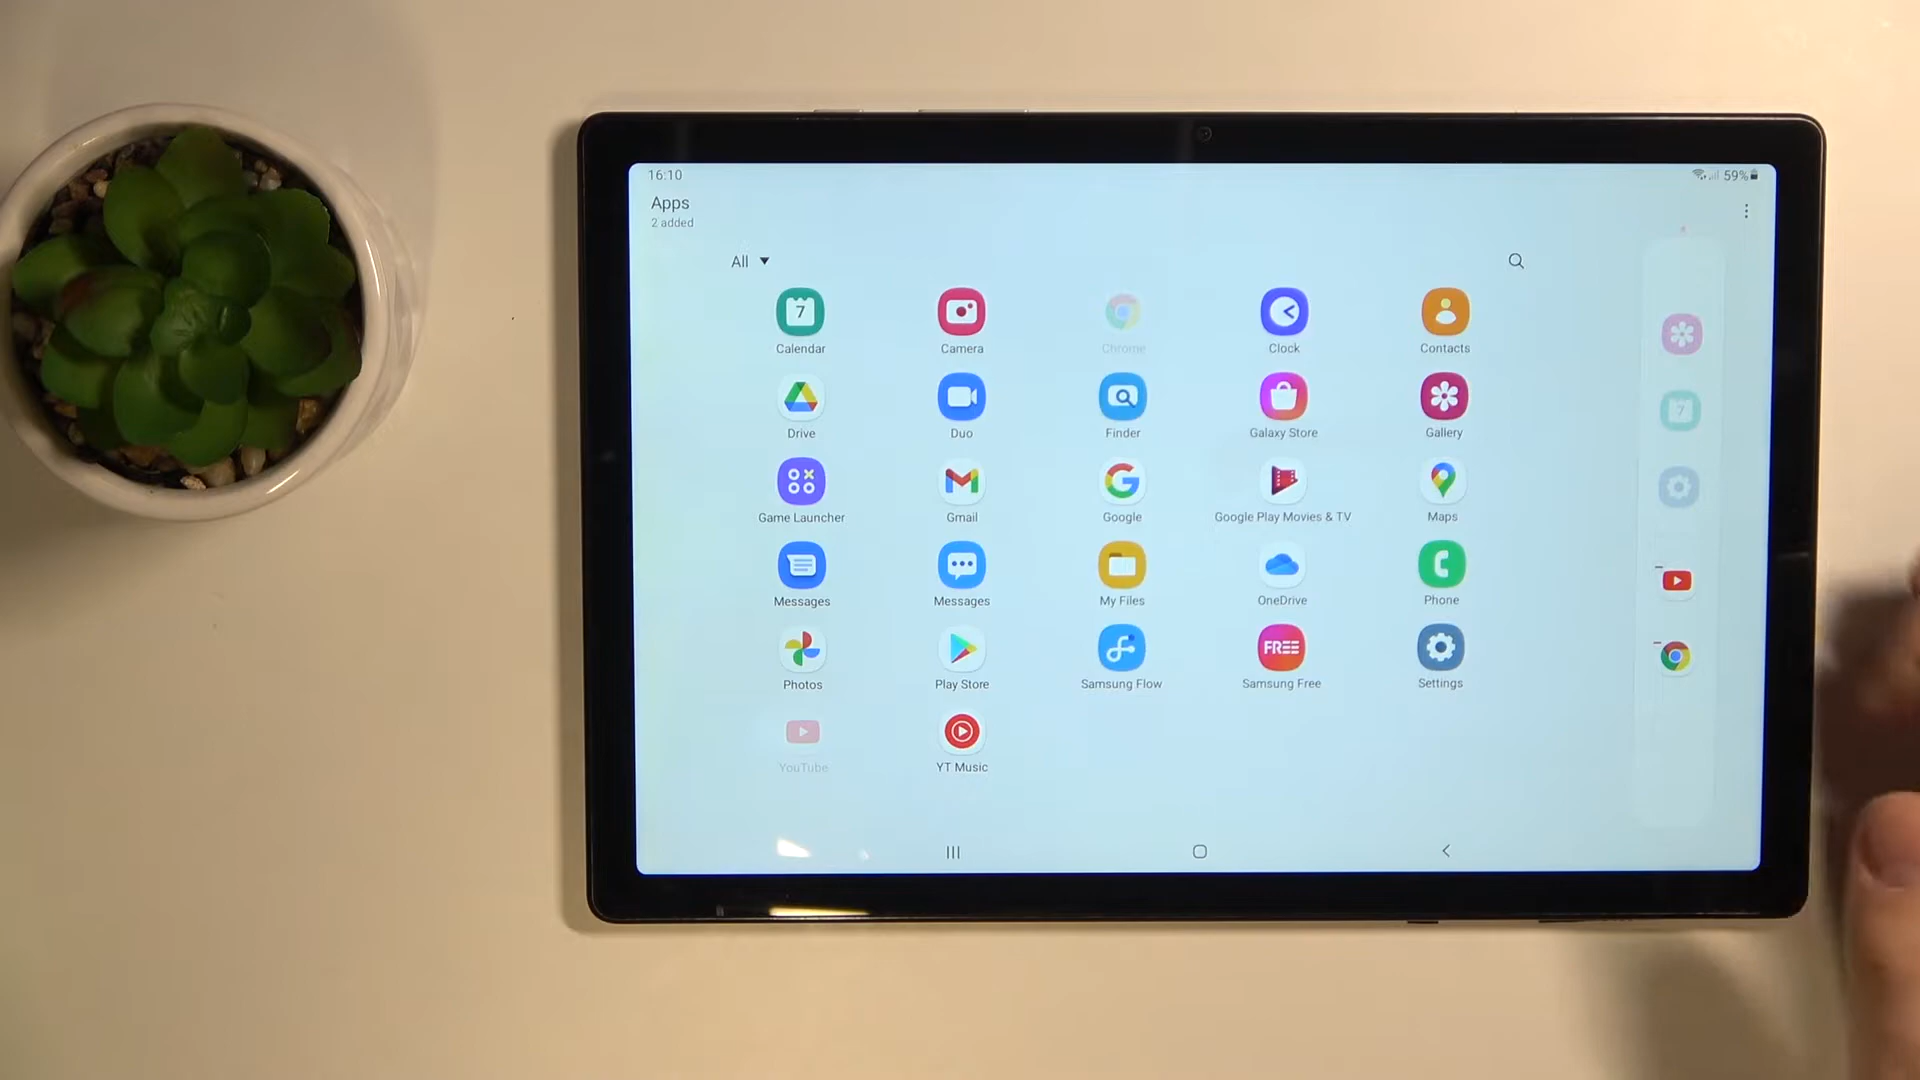 16:10
59%
Apps
2 added
All
7
Calendar
Camera
Chrome
Clock
Contacts
7
Drive
Duo
Finder
Galaxy Store
Gallery
Game Launcher
Gmail
Google
Google Play Movies & TV
Maps
Messages
Messages
My Files
OneDrive
Phone
FREE
Photos
Play Store
Samsung Flow
Samsung Free
Settings
YouTube
YT Music